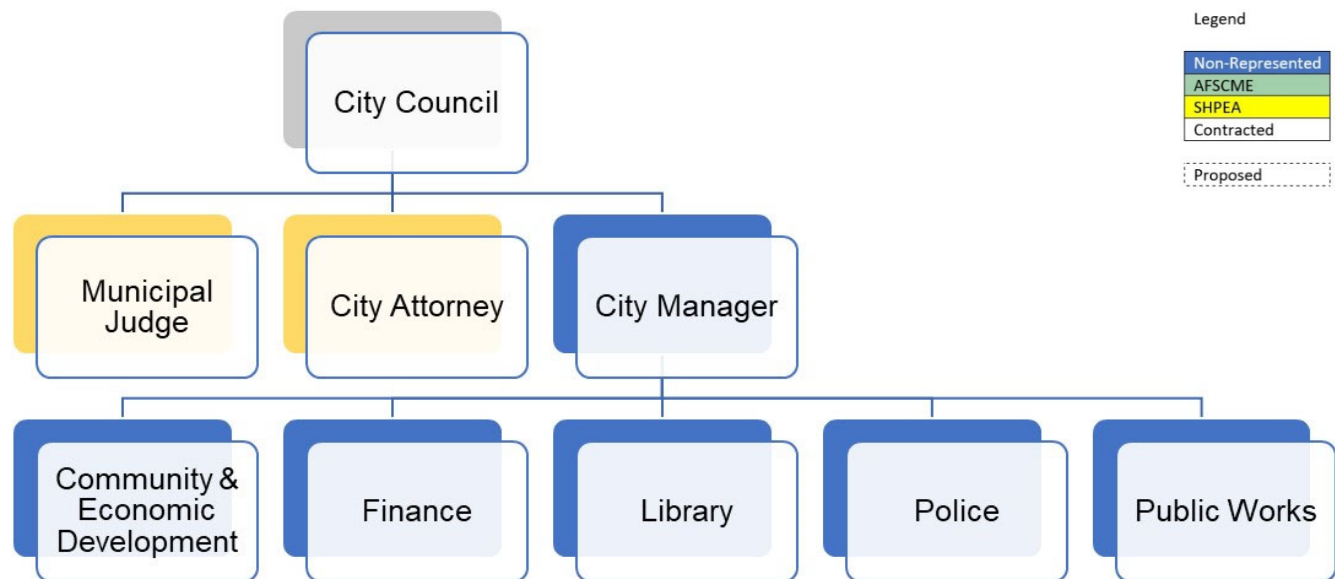 Legend
Non-Represented
AFSCME
SHPEA
Contracted
Proposed
City Council
Municipal
Judge
City Attorney
City Manager
Community &
Economic
Development
Finance
Library
Police
Public Works